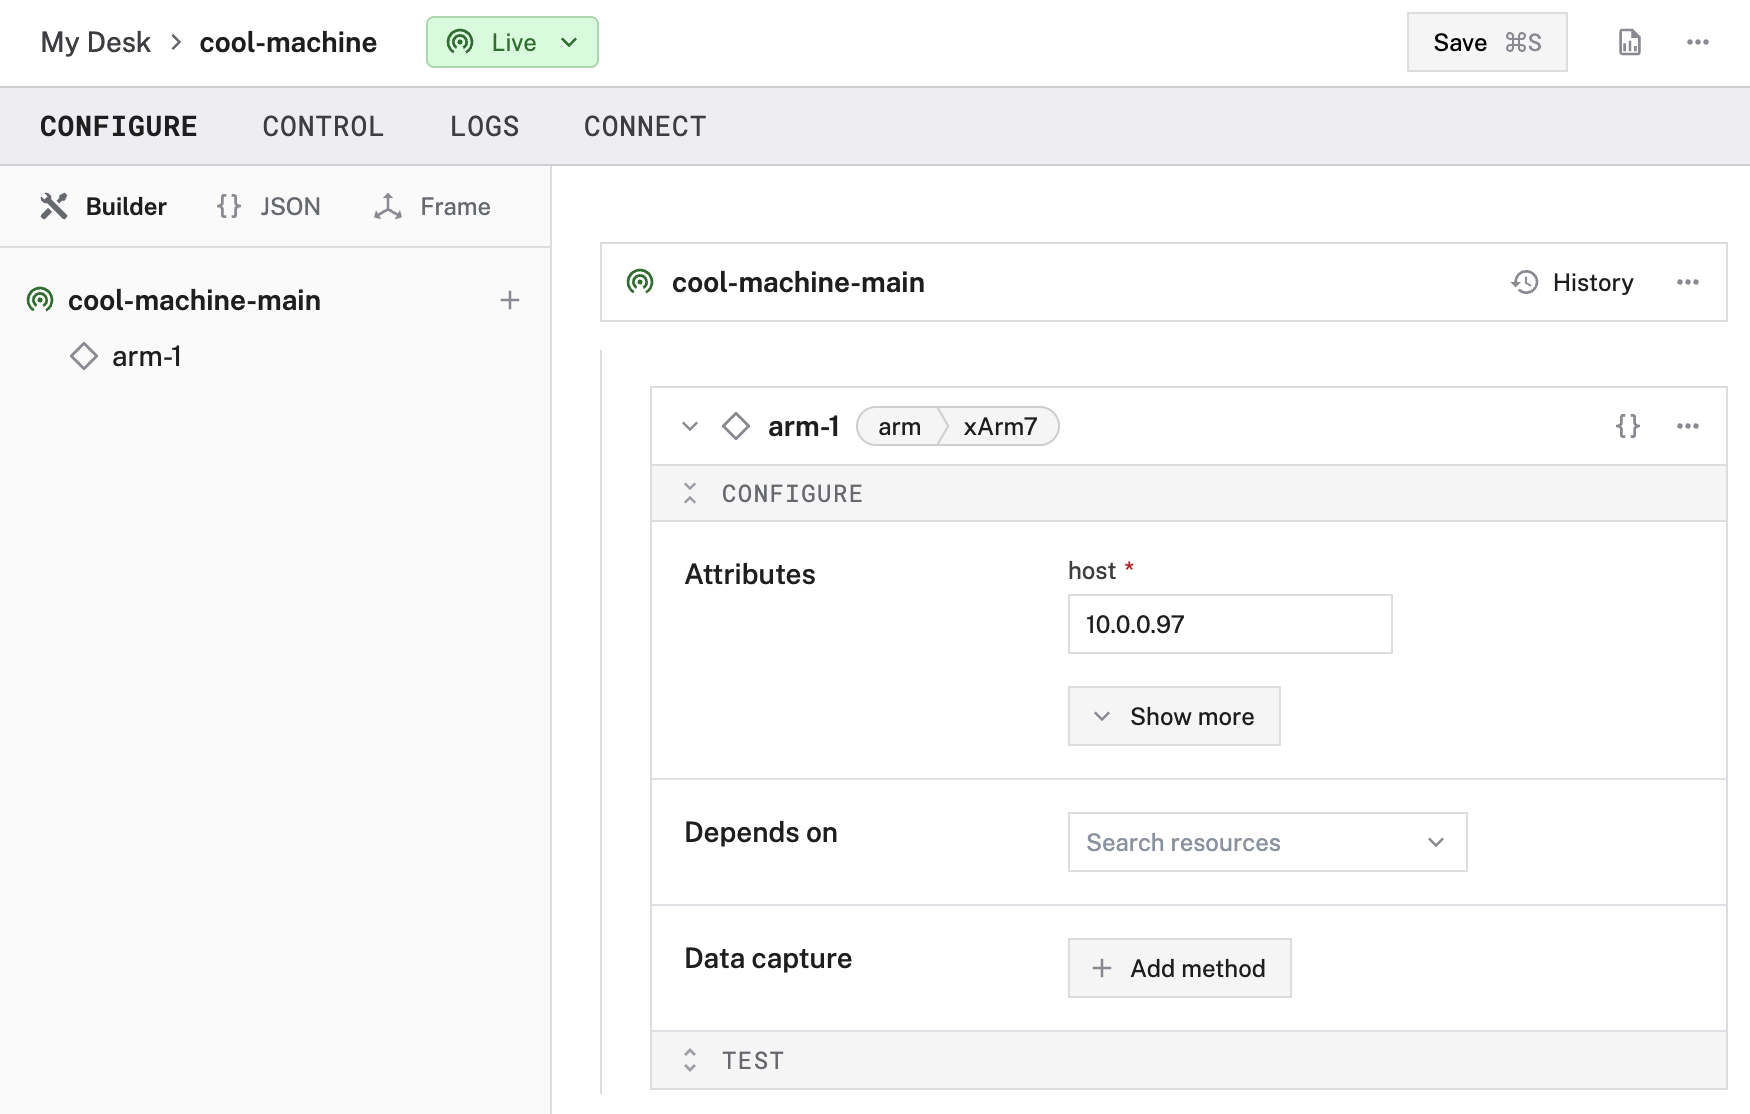 My Desk > cool-machine Live Save ⌘S
CONFIGURE CONTROL LOGS CONNECT
Builder {} JSON Frame
cool-machine-main
arm-1
cool-machine-main History
arm-1 arm xArm7 {}
CONFIGURE
Attributes host *
10.0.0.97
Show more
Depends on Search resources
Data capture Add method
TEST